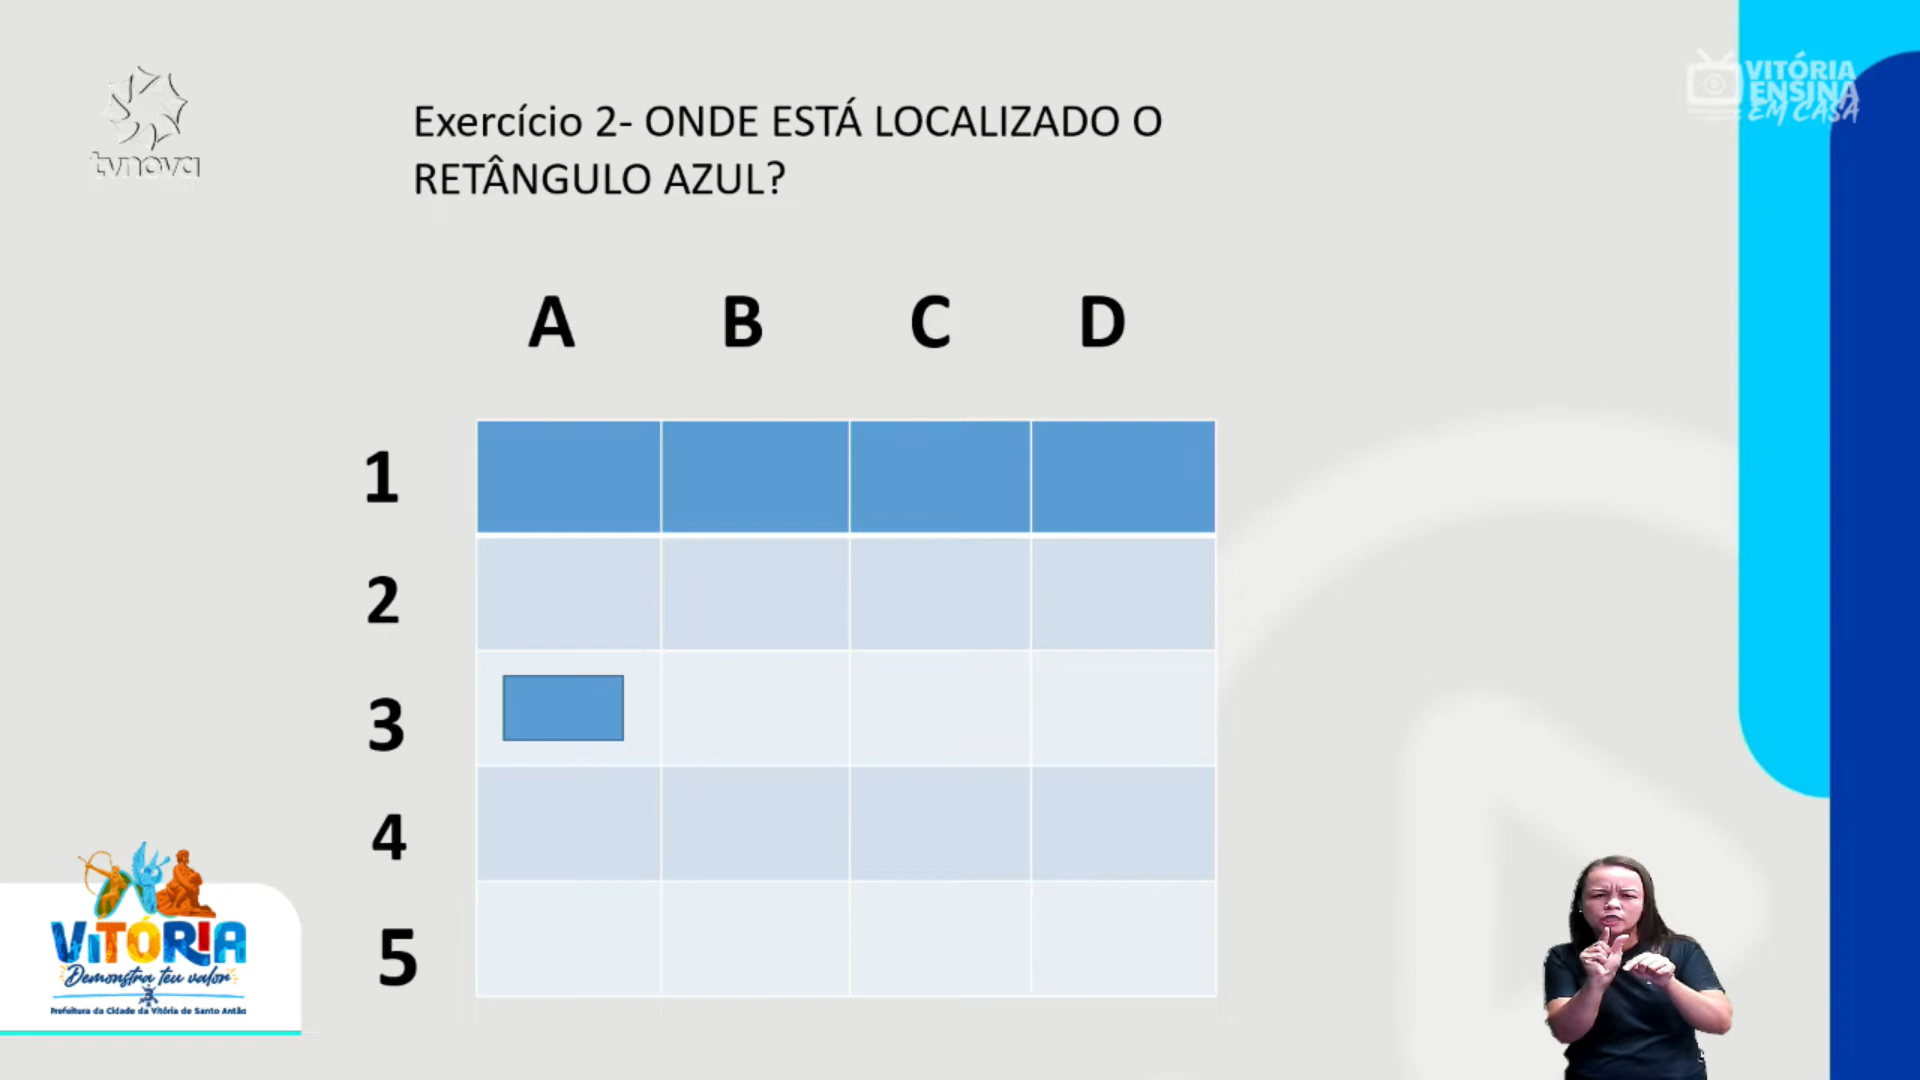 tvnova
VITÓRIA
ENSINA
EM CASA
Exercício 2- ONDE ESTÁ LOCALIZADO O
RETÂNGULO AZUL?
A B C D
1
2
3
4
5
VITÓRIA
Demonstra teu valor
Prefeitura da Cidade da Vitória de Santo Antão